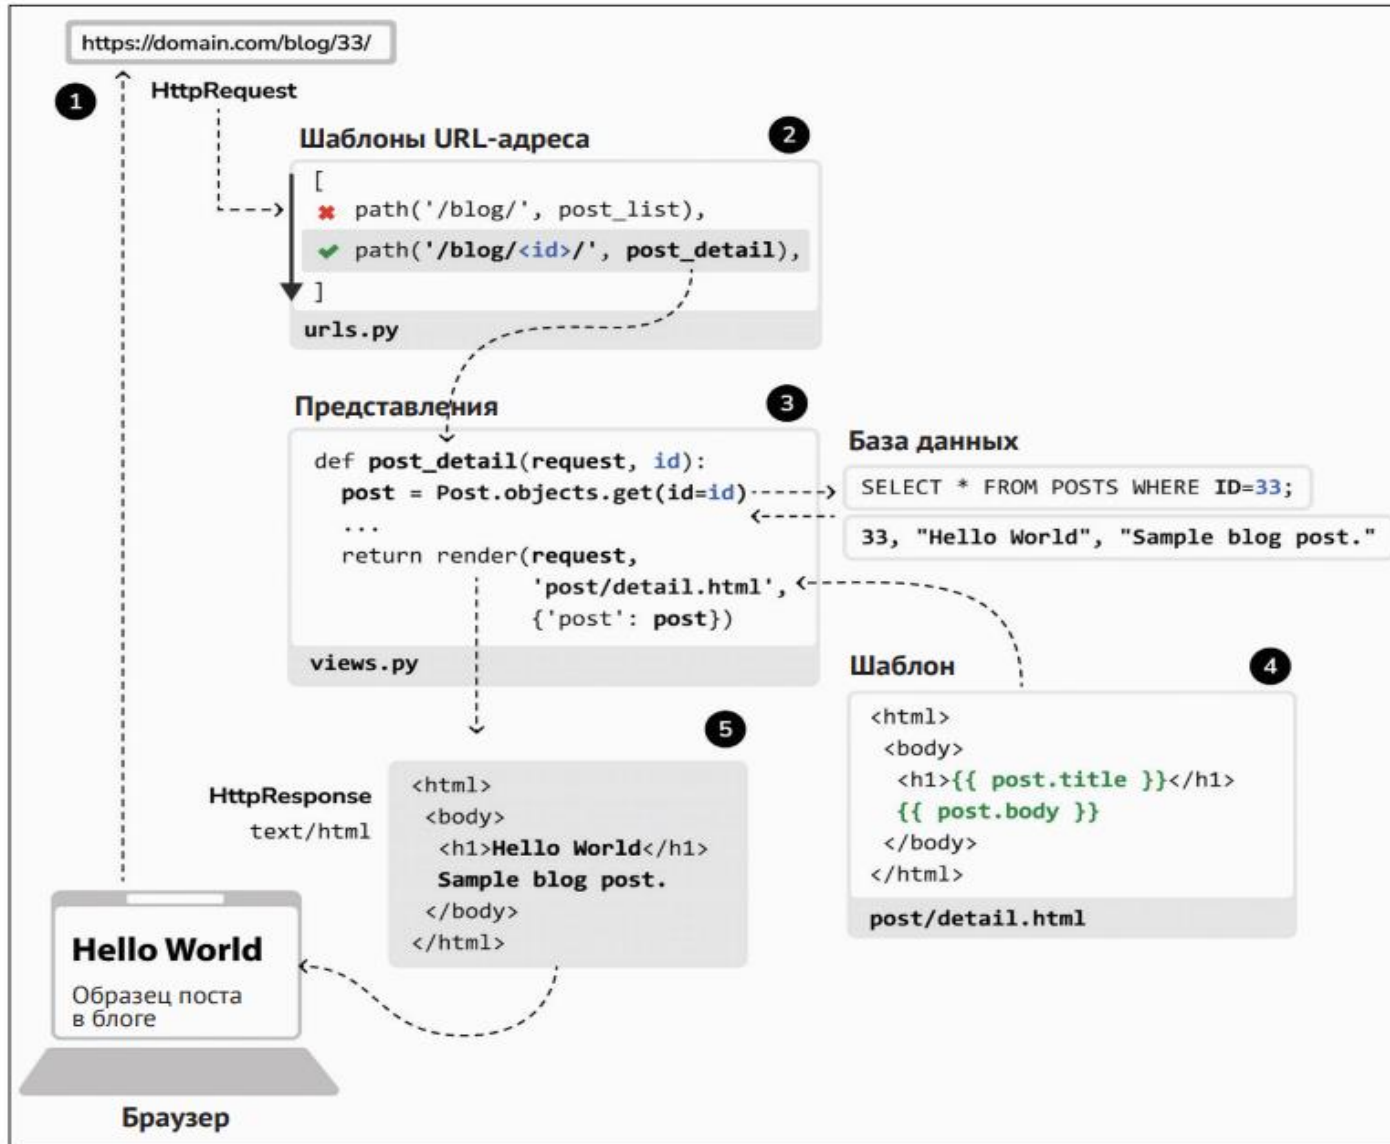 https://domain.com/blog/33/
1
HttpRequest
Шаблоны URL-адреса
2
[
path('/blog/', post_list),
path('/blog/<id>/', post_detail),
]
urls.py
Представления
3
def post_detail(request, id):
post = Post.objects.get(id=id)
...
return render(request,
'post/detail.html',
{'post': post})
views.py
База данных
SELECT * FROM POSTS WHERE ID=33;
33, "Hello World", "Sample blog post."
Шаблон
4
<html>
<body>
<h1>{{ post.title }}</h1>
{{ post.body }}
</body>
</html>
post/detail.html
5
HttpResponse
text/html
<html>
<body>
<h1>Hello World</h1>
Sample blog post.
</body>
</html>
Hello World
Образец поста
в блоге
Браузер